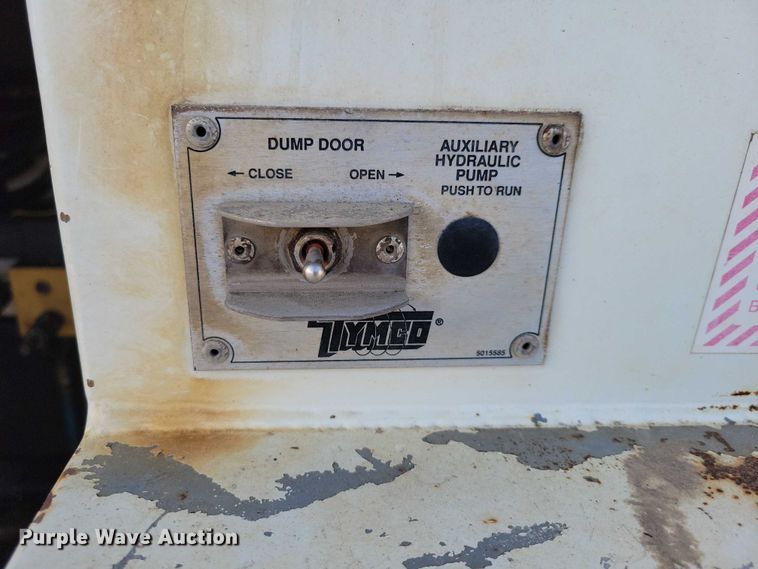 DUMP DOOR
← CLOSE OPEN →
AUXILIARY
HYDRAULIC
PUMP
PUSH TO RUN
TYMCO®
5015585
B
Purple Wave Auction